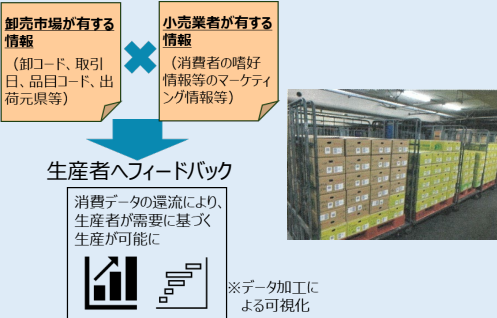 卸売市場が有する
情報
（卸コード、取引
日、品目コード、出
荷元県等）
小売業者が有する
情報
（消費者の嗜好
情報等のマーケティ
ング情報等）
生産者へフィードバック
消費データの還流により、
生産者が需要に基づく
生産が可能に
※データ加工に
よる可視化